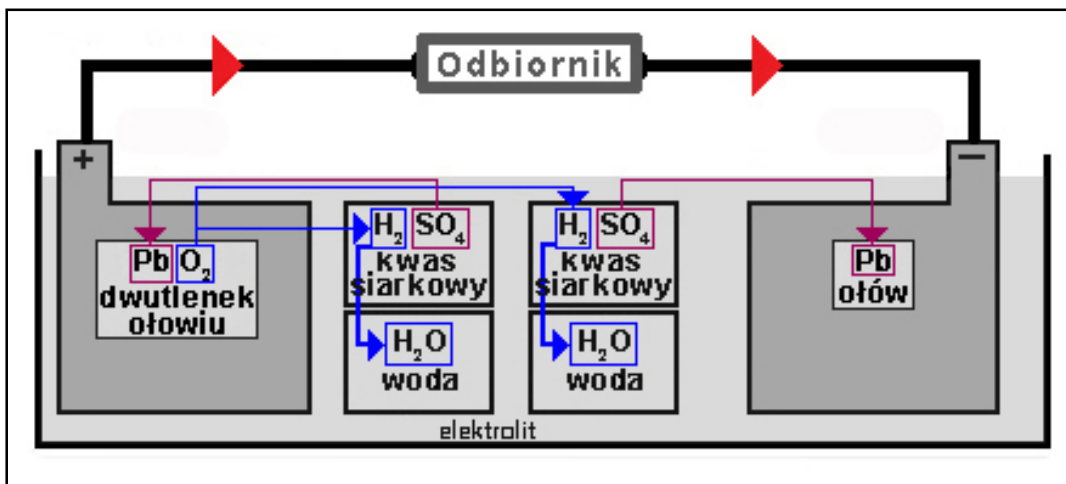 Odbiornik
+
−
H₂ SO₄
kwas
siarkowy
H₂ SO₄
kwas
siarkowy
Pb O₂
dwutlenek
ołowiu
Pb
ołów
H₂O
woda
H₂O
woda
elektrolit